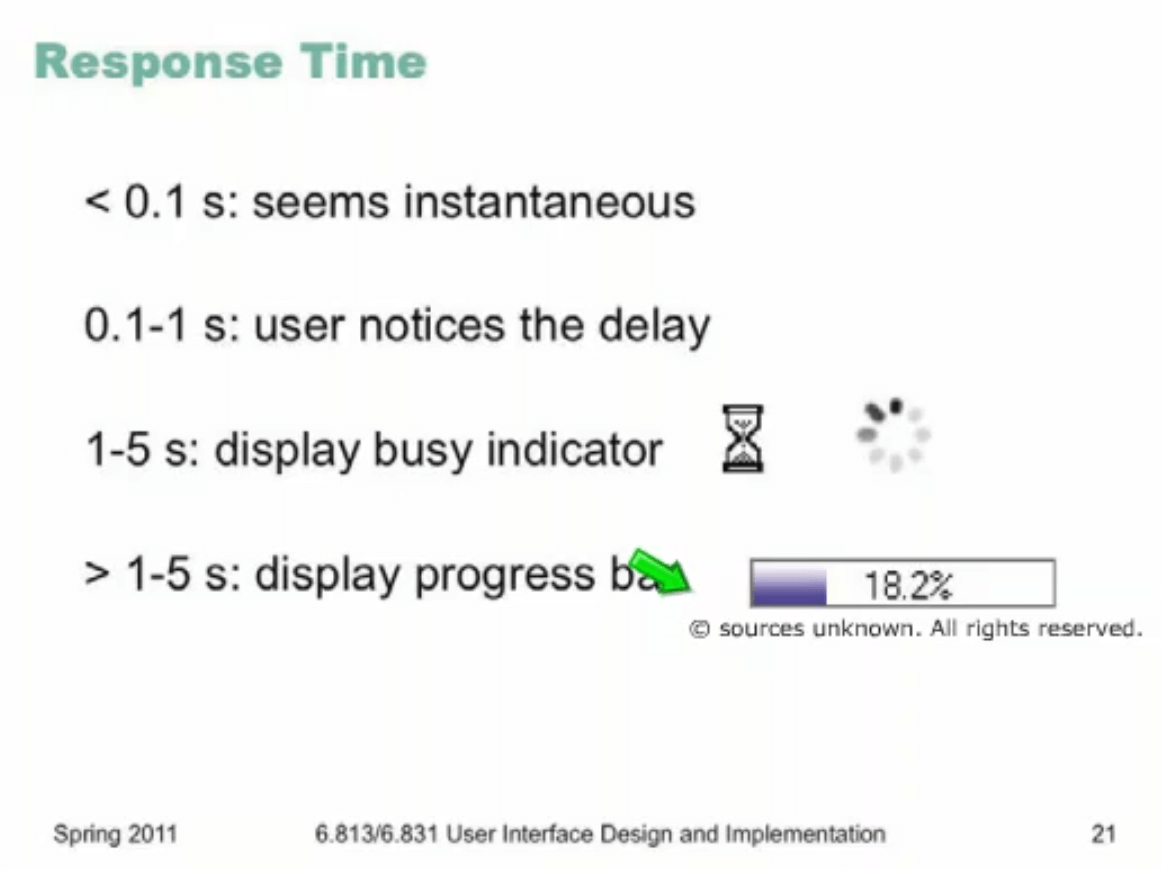 Response Time
< 0.1 s: seems instantaneous
0.1-1 s: user notices the delay
1-5 s: display busy indicator
> 1-5 s: display progress ba
18.2%
© sources unknown. All rights reserved.
Spring 2011 6.813/6.831 User Interface Design and Implementation 21